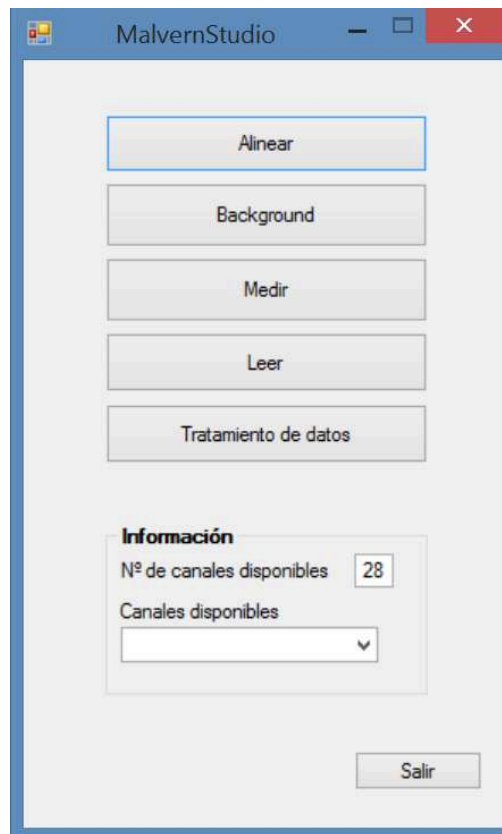 MalvernStudio
Alinear
Background
Medir
Leer
Tratamiento de datos
Información
Nº de canales disponibles 28
Canales disponibles
Salir